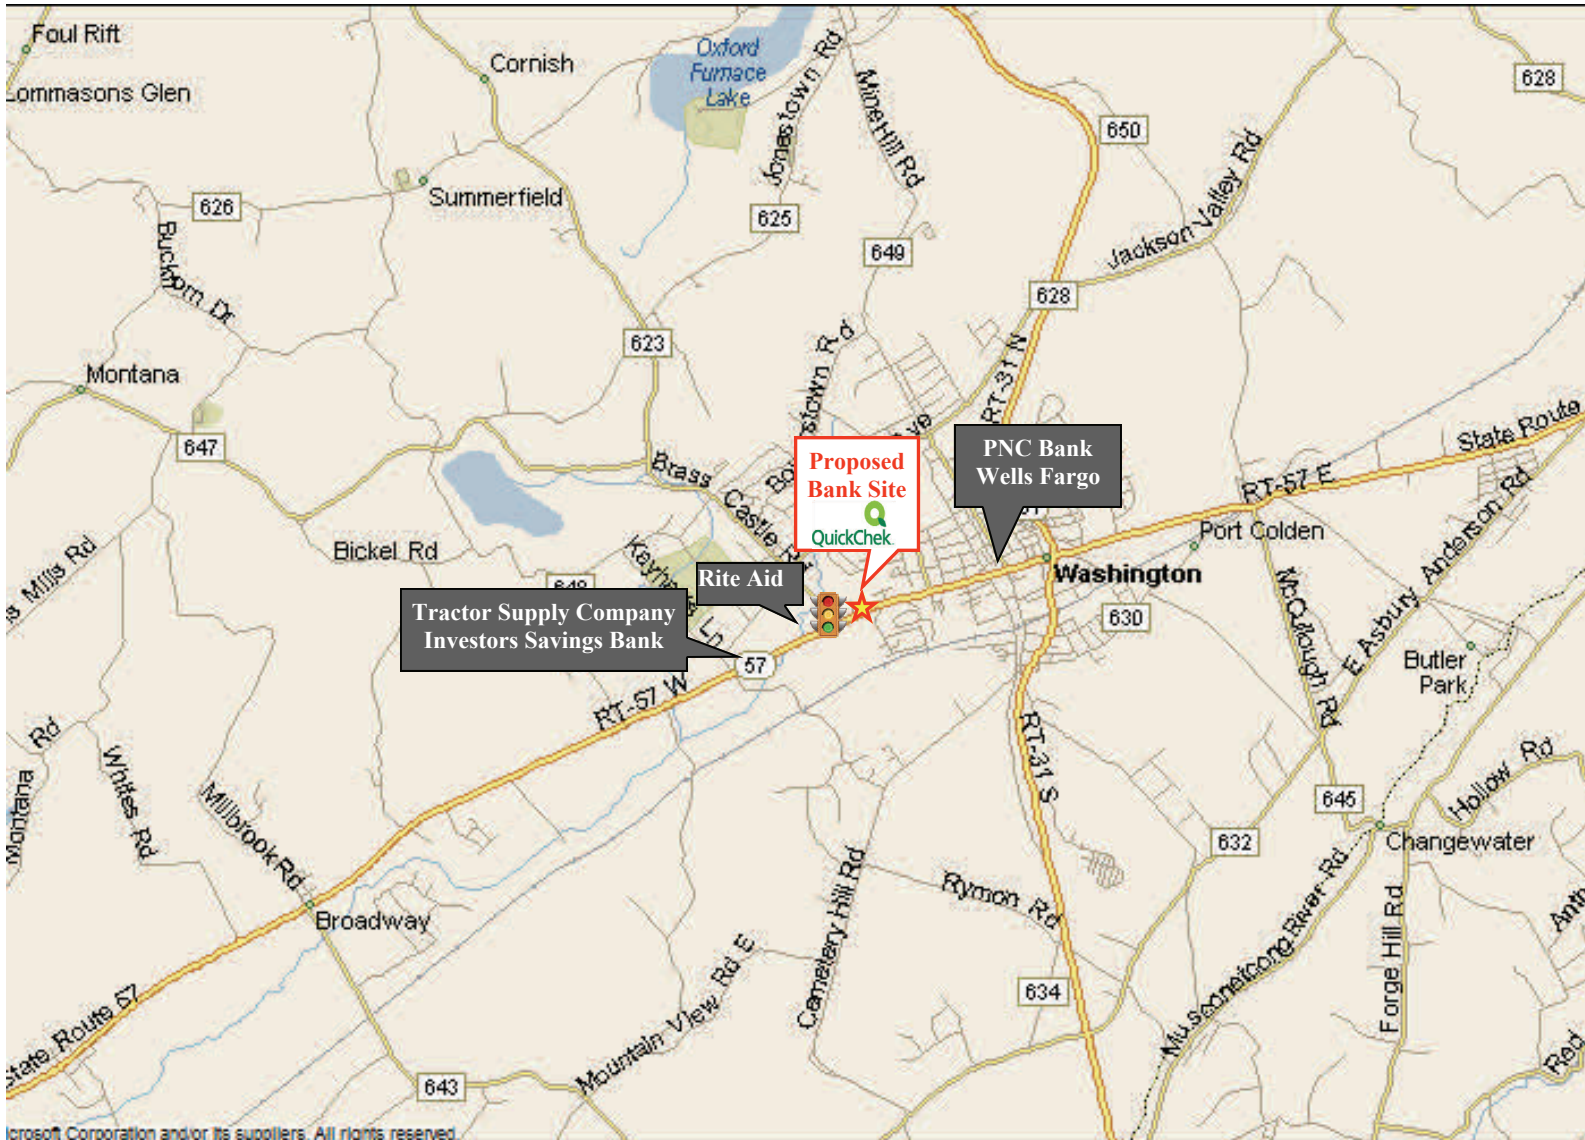 Foul Rift
Lommasons Glen
Cornish
Oxford
Furnace
Lake
Jonestown Rd
Mine Hill Rd
628
650
Jackson Valley Rd
626
Summerfield
625
649
Buckhorn Dr
628
623
RT-31 N
Montana
647
State Route
Brass Castle Rd
Proposed
Bank Site
QuickChek
PNC Bank
Wells Fargo
RT-57 E
Port Colden
Bickel Rd
Washington
Rite Aid
Tractor Supply Company
Investors Savings Bank
57
630
McCullough Rd
E Asbury Anderson Rd
Butler
Park
RT-57 W
RT-31 S
Rd
Montana
Whites Rd
Millbrook Rd
645
Hollow Rd
632
Changewater
Cemetery Hill Rd
Rymon Rd
Broadway
Musconetcong River Rd
Forge Hill Rd
634
Mountain View Rd E
State Route 57
643
Red
crosoft Corporation and/or its suppliers. All rights reserved.